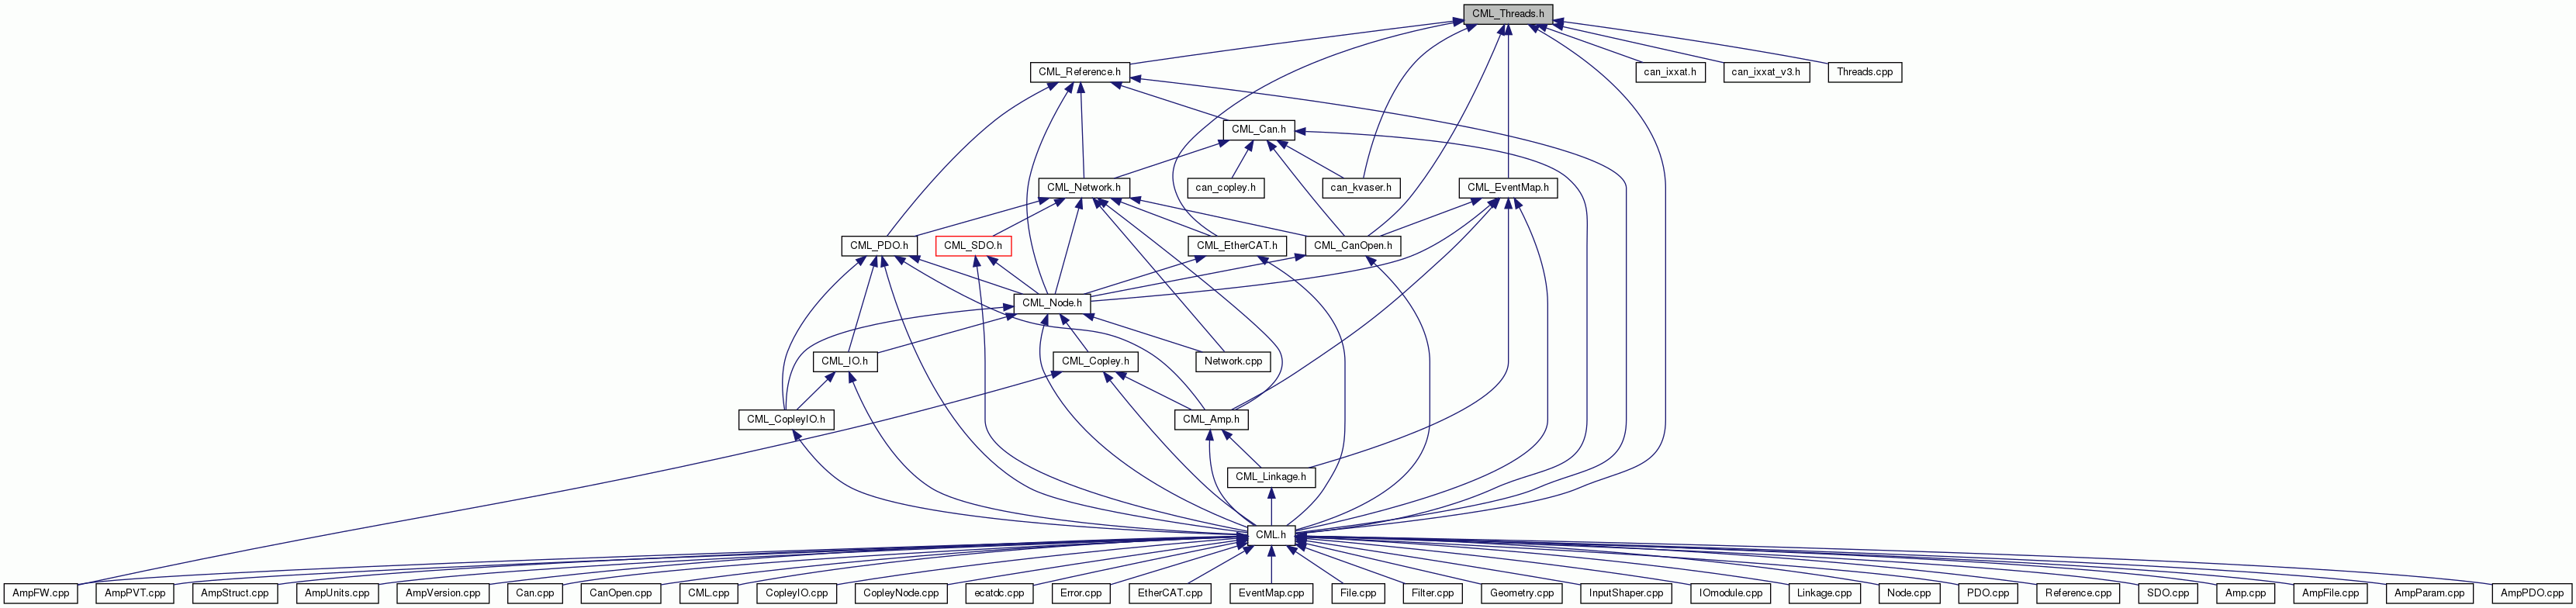 CML_Threads.h
CML_Reference.h
can_ixxat.h
can_ixxat_v3.h
Threads.cpp
CML_Can.h
CML_Network.h
can_copley.h
can_kvaser.h
CML_EventMap.h
CML_PDO.h
CML_SDO.h
CML_EtherCAT.h
CML_CanOpen.h
CML_Node.h
CML_IO.h
CML_Copley.h
Network.cpp
CML_CopleyIO.h
CML_Amp.h
CML_Linkage.h
CML.h
AmpFW.cpp
AmpPVT.cpp
AmpStruct.cpp
AmpUnits.cpp
AmpVersion.cpp
Can.cpp
CanOpen.cpp
CML.cpp
CopleyIO.cpp
CopleyNode.cpp
ecatdc.cpp
Error.cpp
EtherCAT.cpp
EventMap.cpp
File.cpp
Filter.cpp
Geometry.cpp
InputShaper.cpp
IOmodule.cpp
Linkage.cpp
Node.cpp
PDO.cpp
Reference.cpp
SDO.cpp
Amp.cpp
AmpFile.cpp
AmpParam.cpp
AmpPDO.cpp